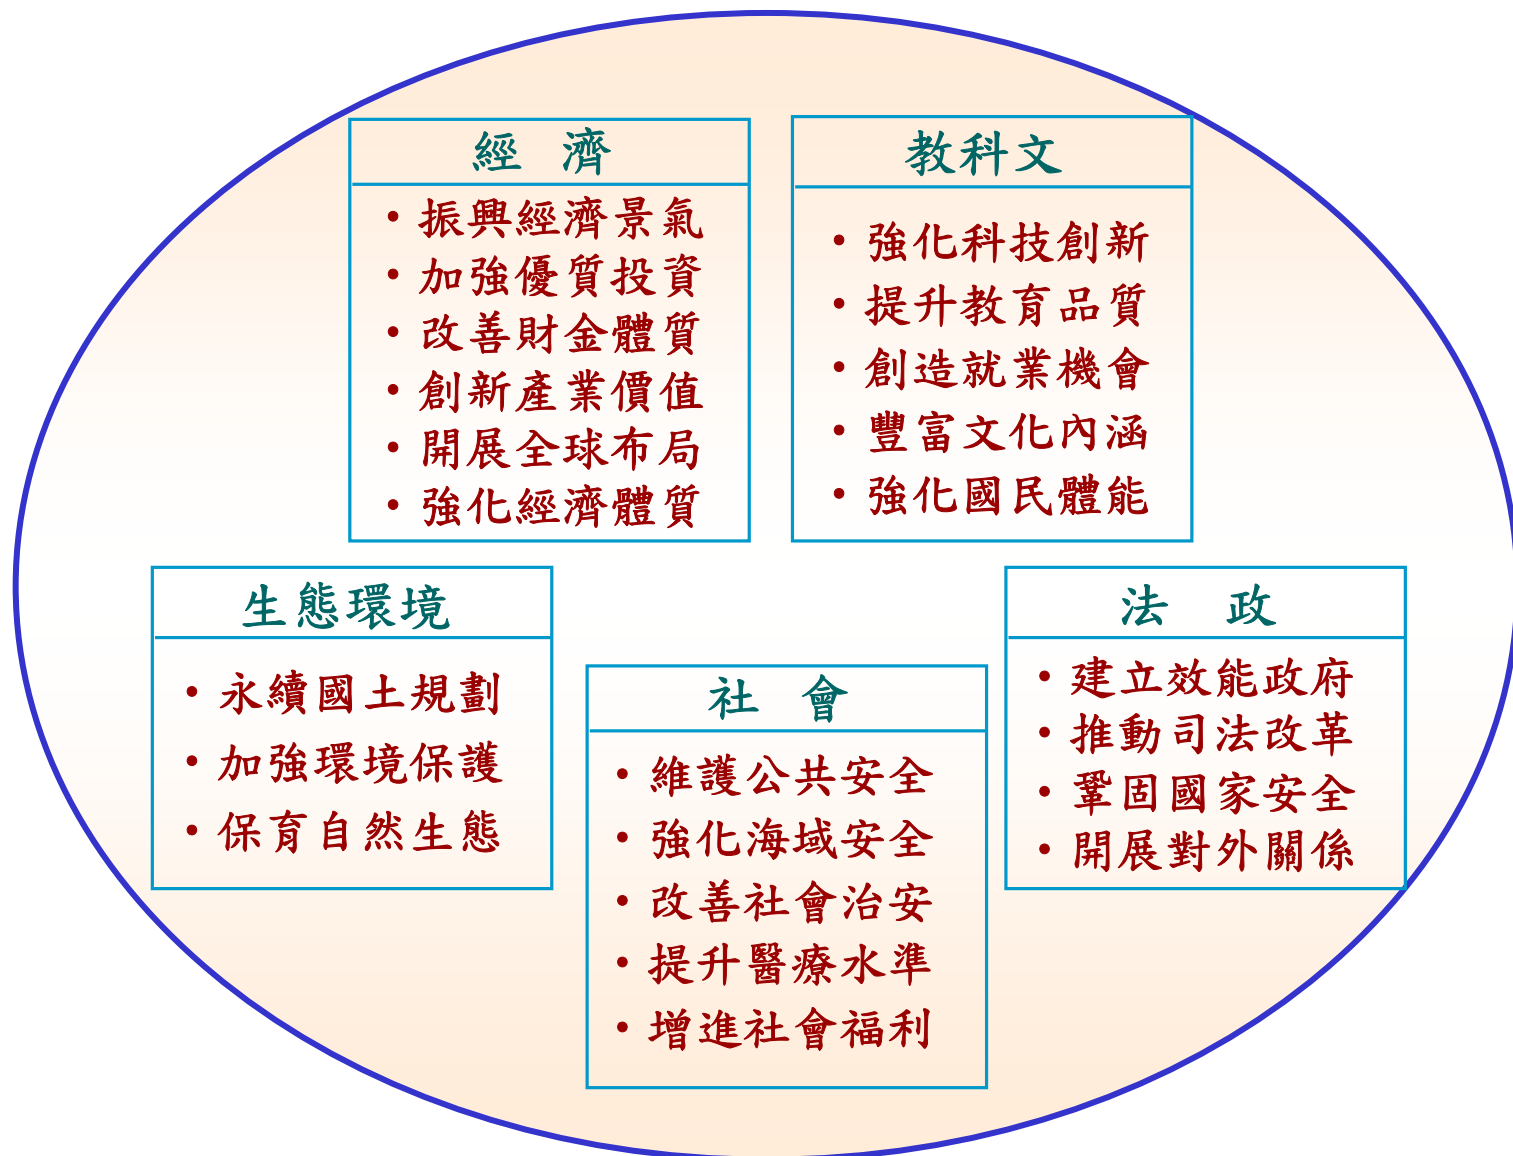 經 濟
• 振興經濟景氣
• 加強優質投資
• 改善財金體質
• 創新產業價值
• 開展全球布局
• 強化經濟體質
教科文
• 強化科技創新
• 提升教育品質
• 創造就業機會
• 豐富文化內涵
• 強化國民體能
生態環境
• 永續國土規劃
• 加強環境保護
• 保育自然生態
社 會
• 維護公共安全
• 強化海域安全
• 改善社會治安
• 提升醫療水準
• 增進社會福利
法 政
• 建立效能政府
• 推動司法改革
• 鞏固國家安全
• 開展對外關係